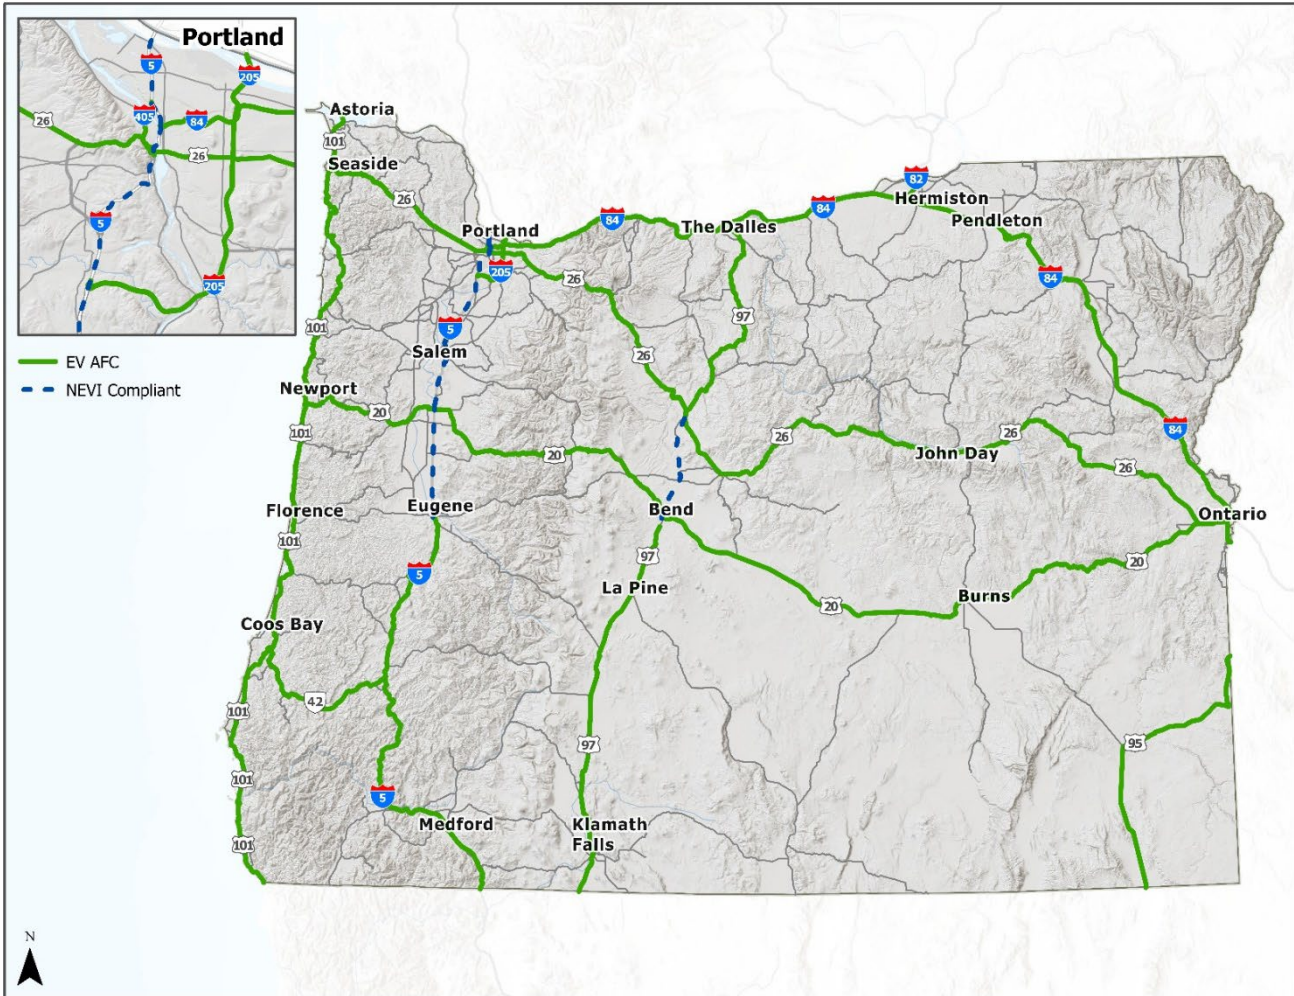 Portland
5
205
405
84
26
26
5
205
EV AFC
NEVI Compliant
Astoria
101
Seaside
26
82
Hermiston
84
84
Pendleton
The Dalles
Portland
205
26
84
97
101
5
Salem
26
Newport
20
101
84
26
26
John Day
26
20
Florence
Eugene
Bend
Ontario
101
97
20
5
La Pine
20
Burns
Coos Bay
42
101
97
95
101
5
Medford
Klamath
Falls
101
N